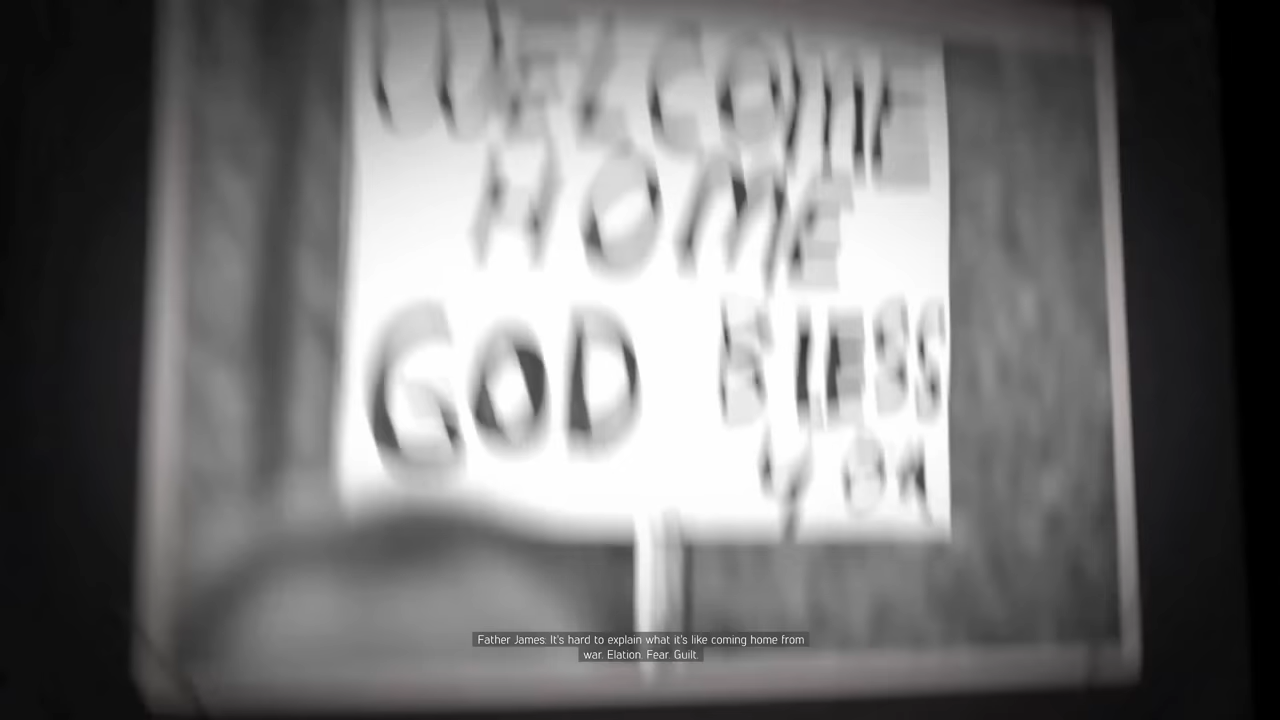 WELCOME
HOME
GOD BLESS
YOU
Father James: It's hard to explain what it's like coming home from
war. Elation. Fear. Guilt.